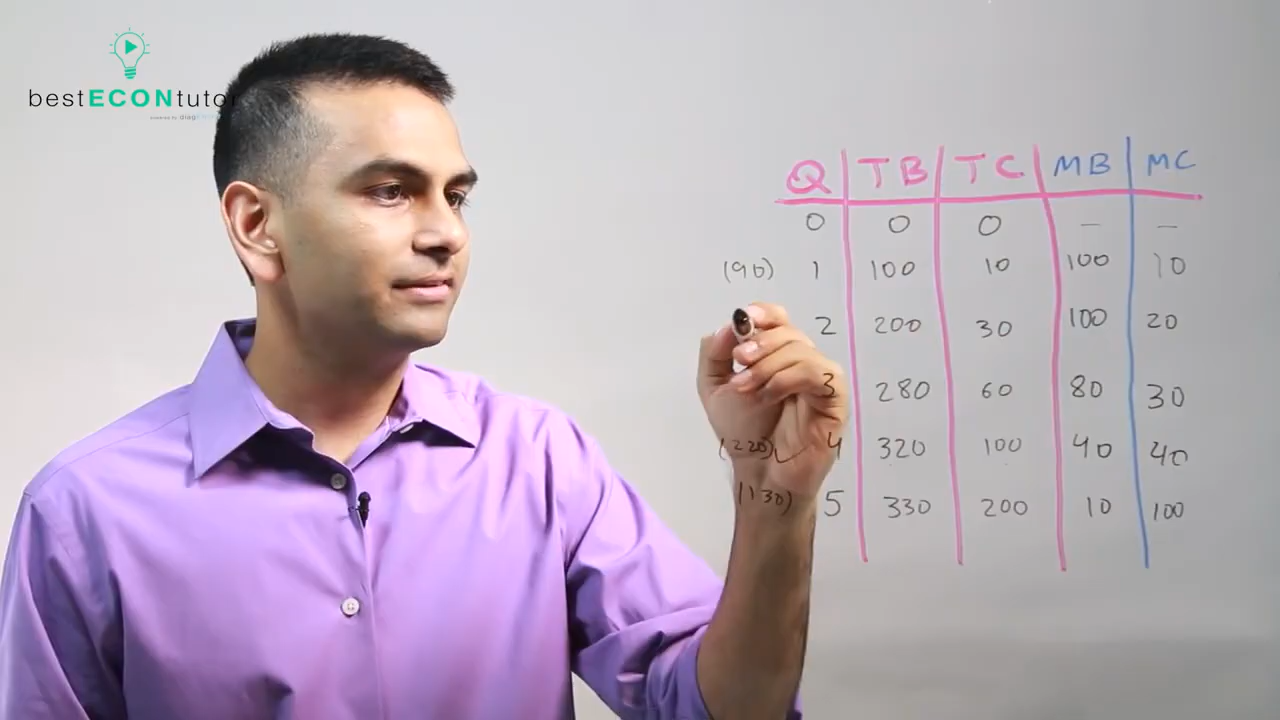 bestECONtutor
Q TB TC MB MC
0 0 0 — —
(90) 1 100 10 100 10
2 200 30 100 20
3 280 60 80 30
(220) ✓ 4 320 100 40 40
(130) 5 330 200 10 100